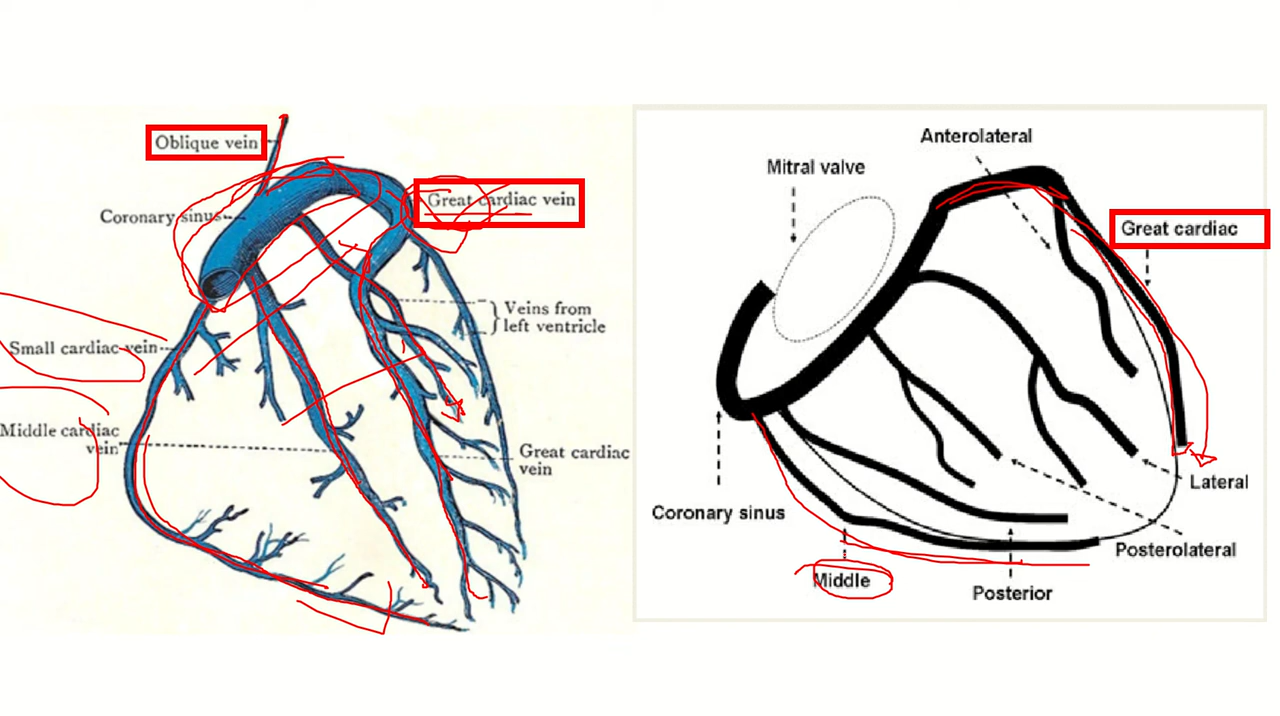 Oblique vein
Coronary sinus
Great cardiac vein
Veins from
left ventricle
Small cardiac vein
Middle cardiac
vein
Great cardiac
vein
Anterolateral
Mitral valve
Great cardiac
Lateral
Coronary sinus
Posterolateral
Middle
Posterior